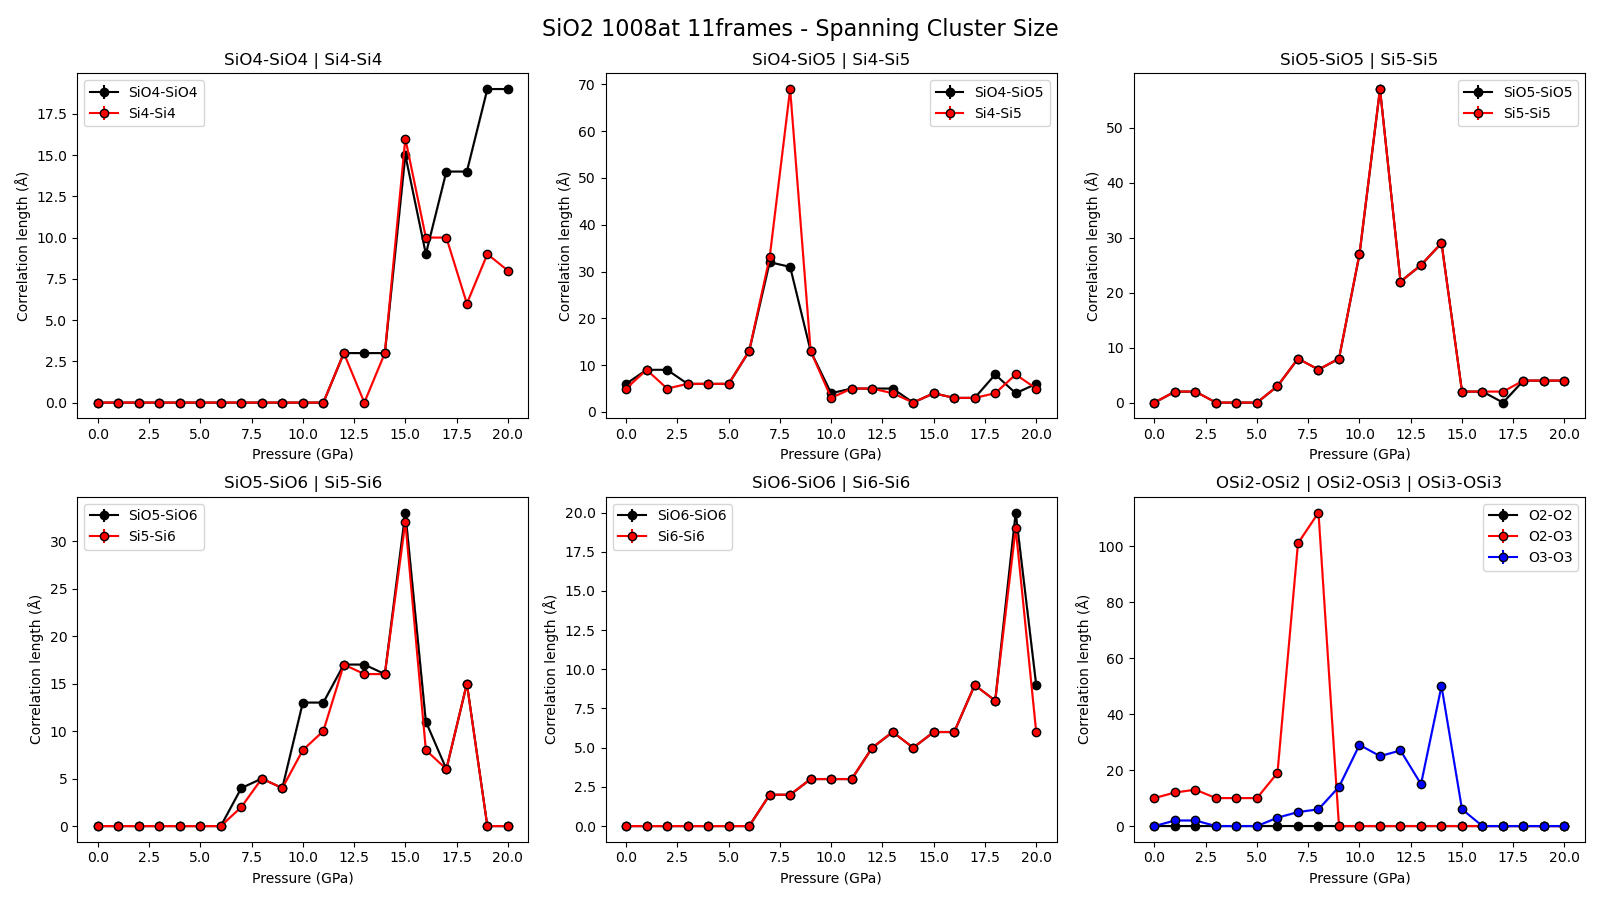 SiO2 1008at 11frames - Spanning Cluster Size
SiO4-SiO4 | Si4-Si4
SiO4-SiO4
Si4-Si4
Correlation length (Å)
17.5
15.0
12.5
10.0
7.5
5.0
2.5
0.0
0.0 2.5 5.0 7.5 10.0 12.5 15.0 17.5 20.0
Pressure (GPa)
SiO4-SiO5 | Si4-Si5
SiO4-SiO5
Si4-Si5
Correlation length (Å)
70
60
50
40
30
20
10
0
0.0 2.5 5.0 7.5 10.0 12.5 15.0 17.5 20.0
Pressure (GPa)
SiO5-SiO5 | Si5-Si5
SiO5-SiO5
Si5-Si5
Correlation length (Å)
50
40
30
20
10
0
0.0 2.5 5.0 7.5 10.0 12.5 15.0 17.5 20.0
Pressure (GPa)
SiO5-SiO6 | Si5-Si6
SiO5-SiO6
Si5-Si6
Correlation length (Å)
30
25
20
15
10
5
0
0.0 2.5 5.0 7.5 10.0 12.5 15.0 17.5 20.0
Pressure (GPa)
SiO6-SiO6 | Si6-Si6
SiO6-SiO6
Si6-Si6
Correlation length (Å)
20.0
17.5
15.0
12.5
10.0
7.5
5.0
2.5
0.0
0.0 2.5 5.0 7.5 10.0 12.5 15.0 17.5 20.0
Pressure (GPa)
OSi2-OSi2 | OSi2-OSi3 | OSi3-OSi3
O2-O2
O2-O3
O3-O3
Correlation length (Å)
100
80
60
40
20
0
0.0 2.5 5.0 7.5 10.0 12.5 15.0 17.5 20.0
Pressure (GPa)